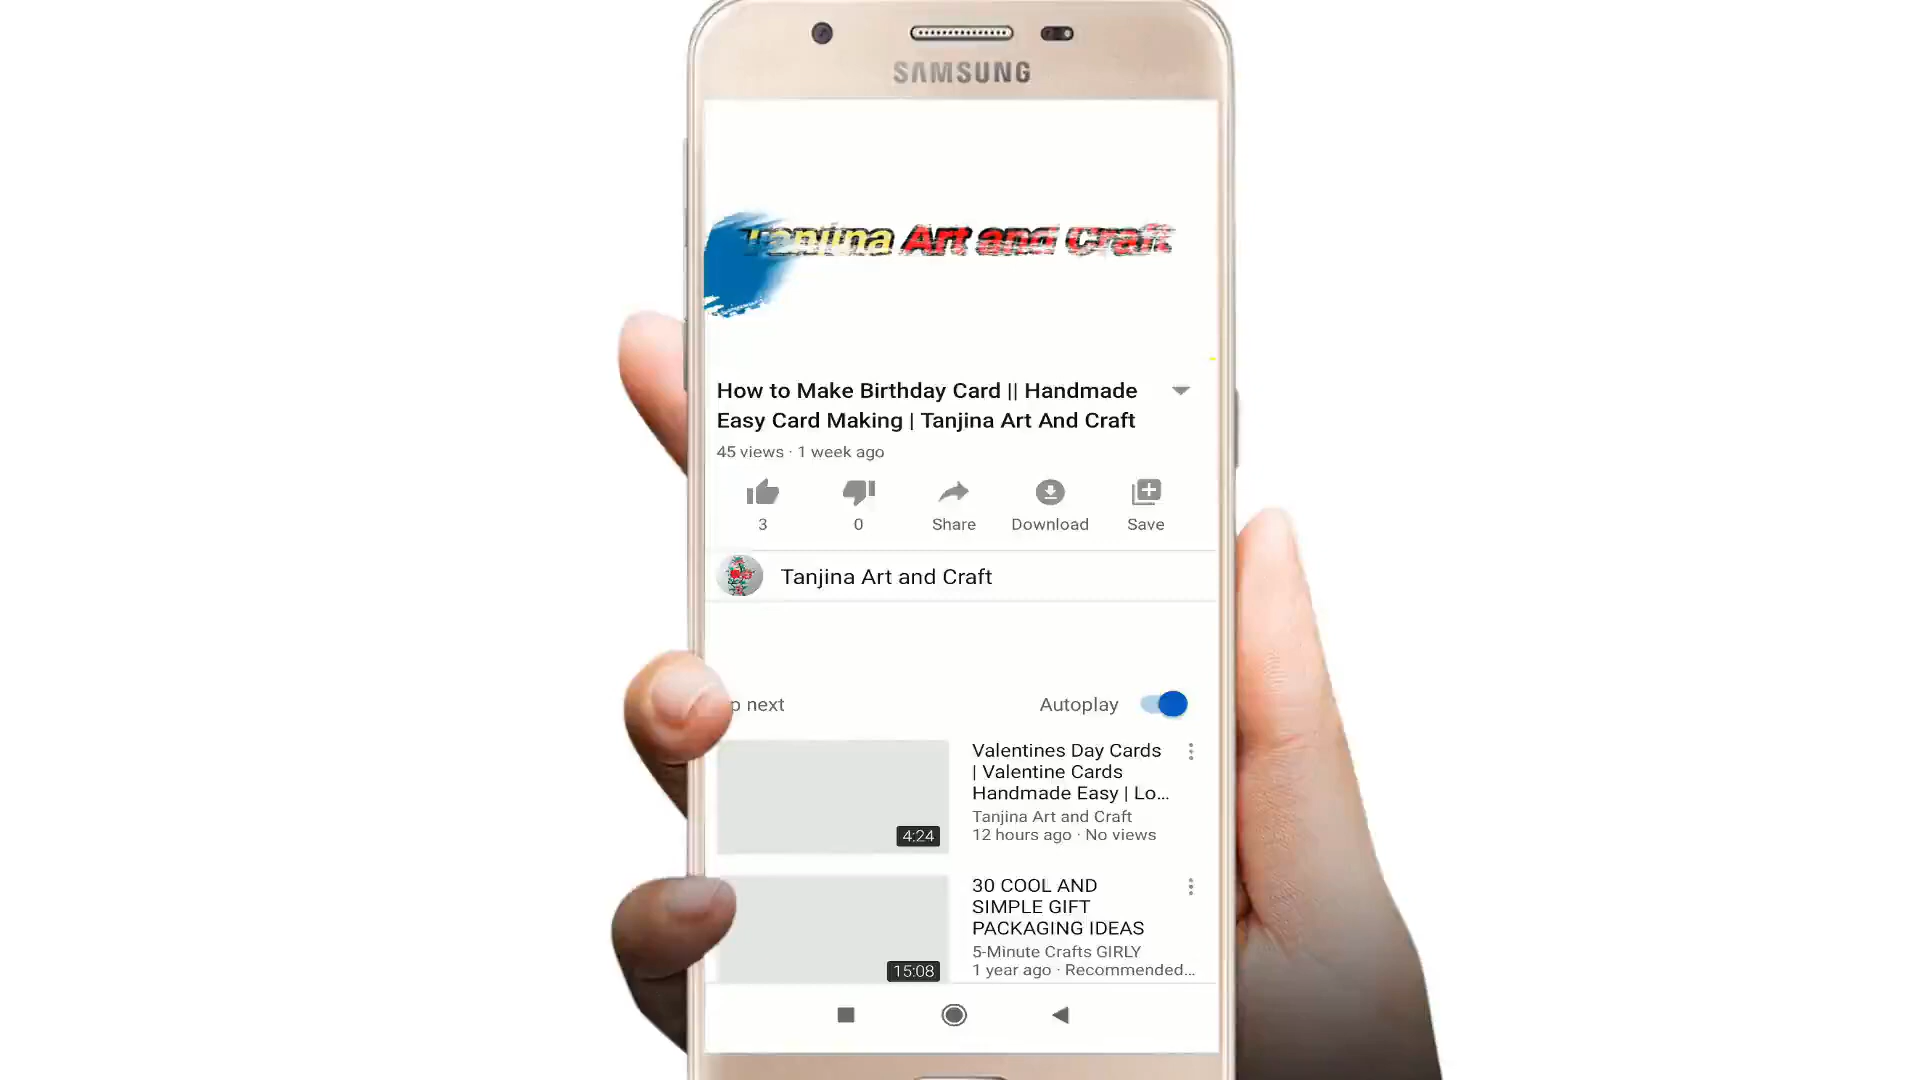 SAMSUNG
Tanjina Art and Craft
How to Make Birthday Card || Handmade
Easy Card Making | Tanjina Art And Craft
45 views · 1 week ago
3
0
Share
Download
Save
Tanjina Art and Craft
p next
Autoplay
Valentines Day Cards
| Valentine Cards
Handmade Easy | Lo...
Tanjina Art and Craft
12 hours ago · No views
4:24
30 COOL AND
SIMPLE GIFT
PACKAGING IDEAS
5-Minute Crafts GIRLY
1 year ago · Recommended...
15:08